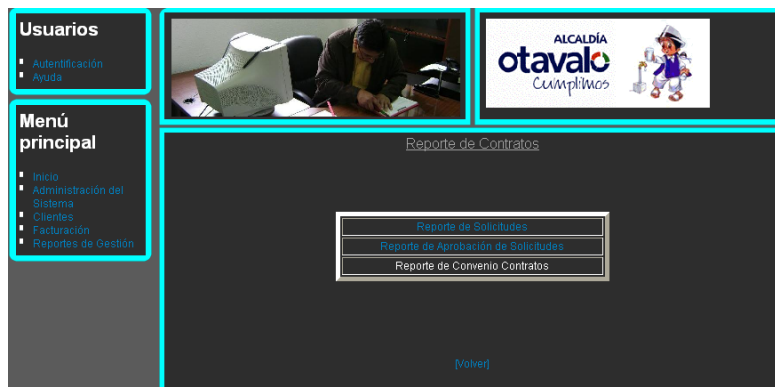 Usuarios
Autentificación
Ayuda
Menú
principal
Inicio
Administración del
Sistema
Clientes
Facturación
Reportes de Gestión
ALCALDÍA
otavalo
Cumplimos
Reporte de Contratos
Reporte de Solicitudes
Reporte de Aprobación de Solicitudes
Reporte de Convenio Contratos
[Volver]